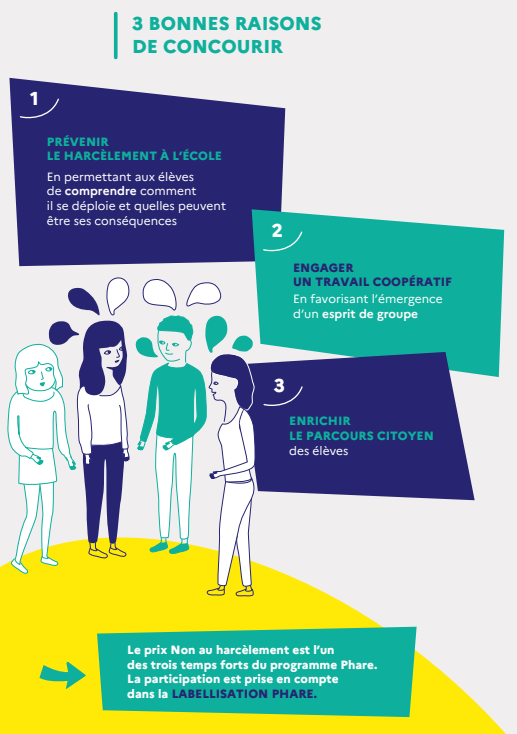 3 BONNES RAISONS
DE CONCOURIR
1
PRÉVENIR
LE HARCÈLEMENT À L’ÉCOLE
En permettant aux élèves
de comprendre comment
il se déploie et quelles peuvent
être ses conséquences
2
ENGAGER
UN TRAVAIL COOPÉRATIF
En favorisant l’émergence
d’un esprit de groupe
3
ENRICHIR
LE PARCOURS CITOYEN
des élèves
Le prix Non au harcèlement est l’un
des trois temps forts du programme Phare.
La participation est prise en compte
dans la LABELLISATION PHARE.